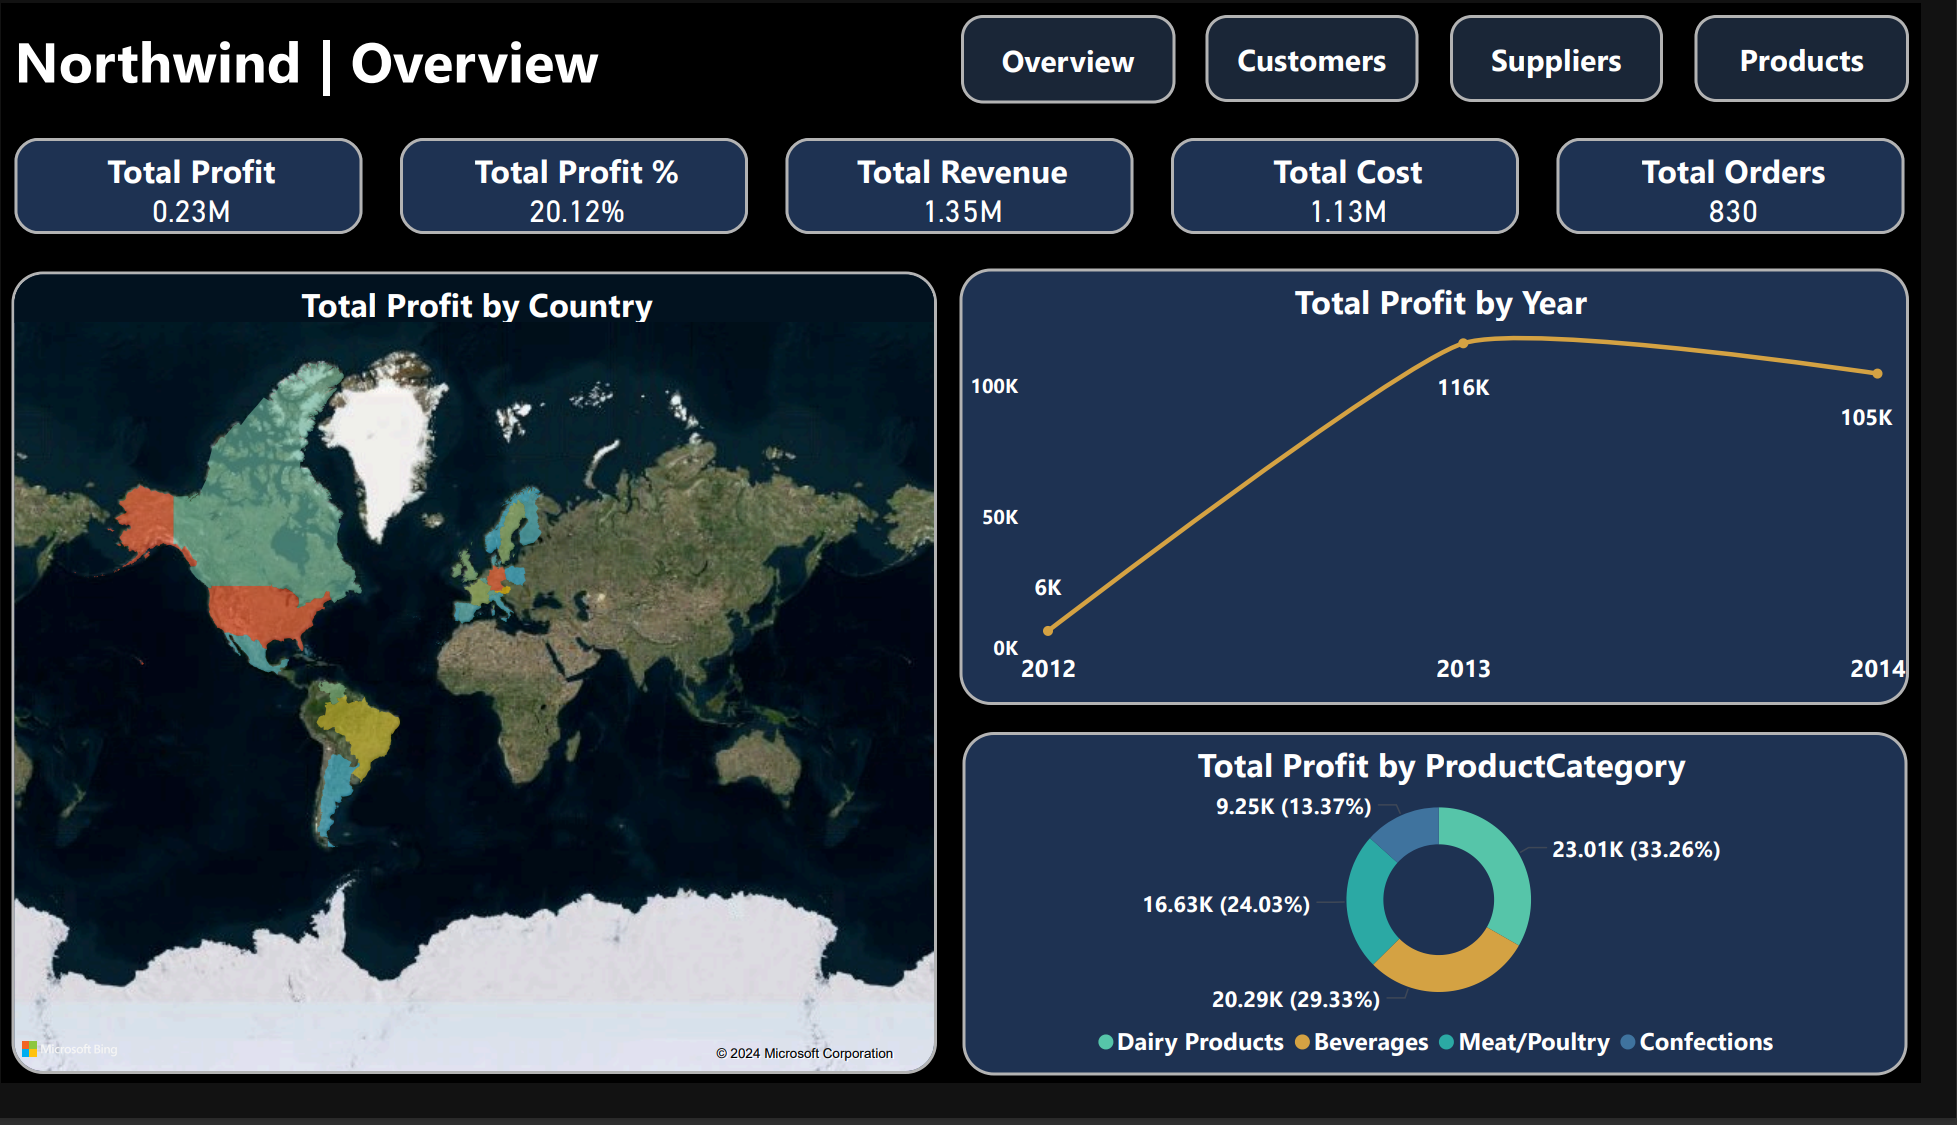 Northwind | Overview
Overview
Customers
Suppliers
Products
Total Profit
0.23M
Total Profit %
20.12%
Total Revenue
1.35M
Total Cost
1.13M
Total Orders
830
Total Profit by Country
Microsoft Bing
© 2024 Microsoft Corporation
Total Profit by Year
100K
50K
0K
6K
116K
105K
2012
2013
2014
Total Profit by ProductCategory
9.25K (13.37%)
23.01K (33.26%)
16.63K (24.03%)
20.29K (29.33%)
Dairy Products Beverages Meat/Poultry Confections